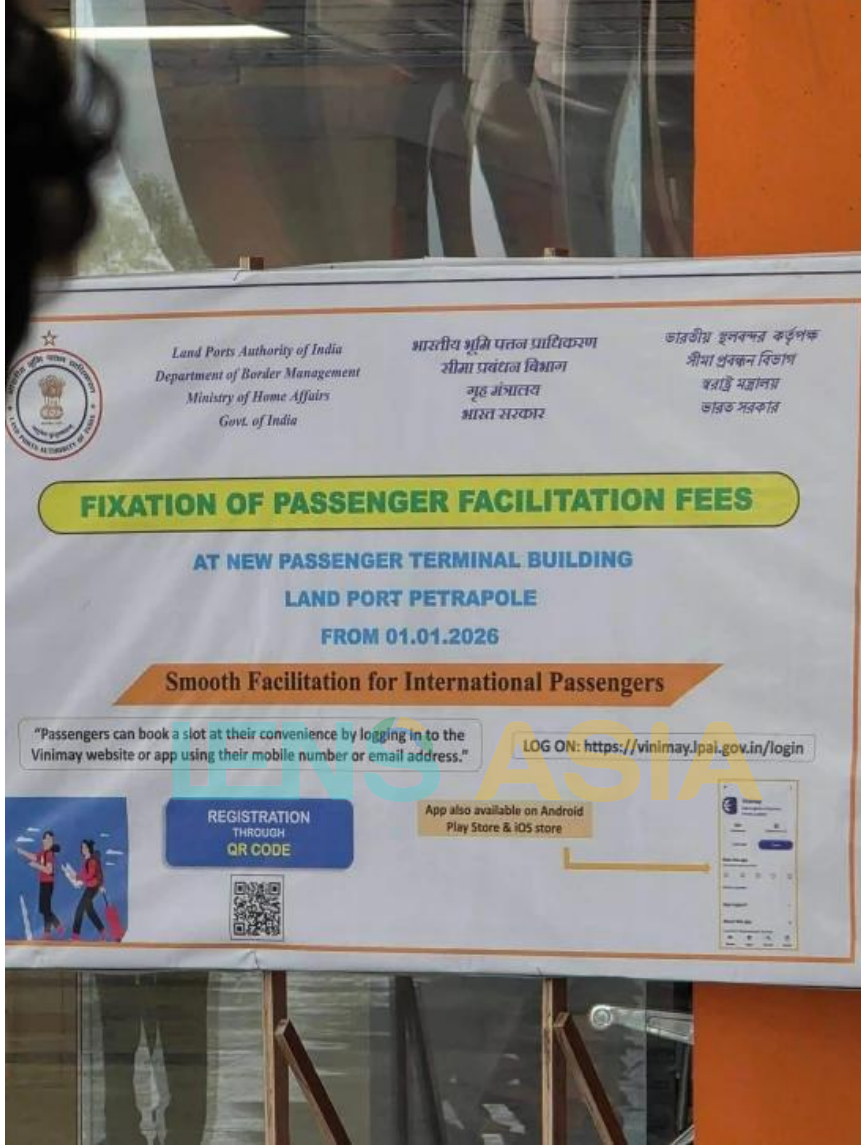 Land Ports Authority of India
Department of Border Management
Ministry of Home Affairs
Govt. of India
भारतीय भूमि पत्तन प्राधिकरण
सीमा प्रबंधन विभाग
गृह मंत्रालय
भारत सरकार
ভারতীয় স্থলবন্দর কর্তৃপক্ষ
সীমা প্রবন্ধন বিভাগ
স্বরাষ্ট্র মন্ত্রালয়
ভারত সরকার
LAND PORTS AUTHORITY OF INDIA
FIXATION OF PASSENGER FACILITATION FEES
AT NEW PASSENGER TERMINAL BUILDING
LAND PORT PETRAPOLE
FROM 01.01.2026
Smooth Facilitation for International Passengers
"Passengers can book a slot at their convenience by logging in to the
Vinimay website or app using their mobile number or email address."
LOG ON: https://vinimay.lpai.gov.in/login
LENS ASIA
REGISTRATION
THROUGH
QR CODE
App also available on Android
Play Store & iOS store